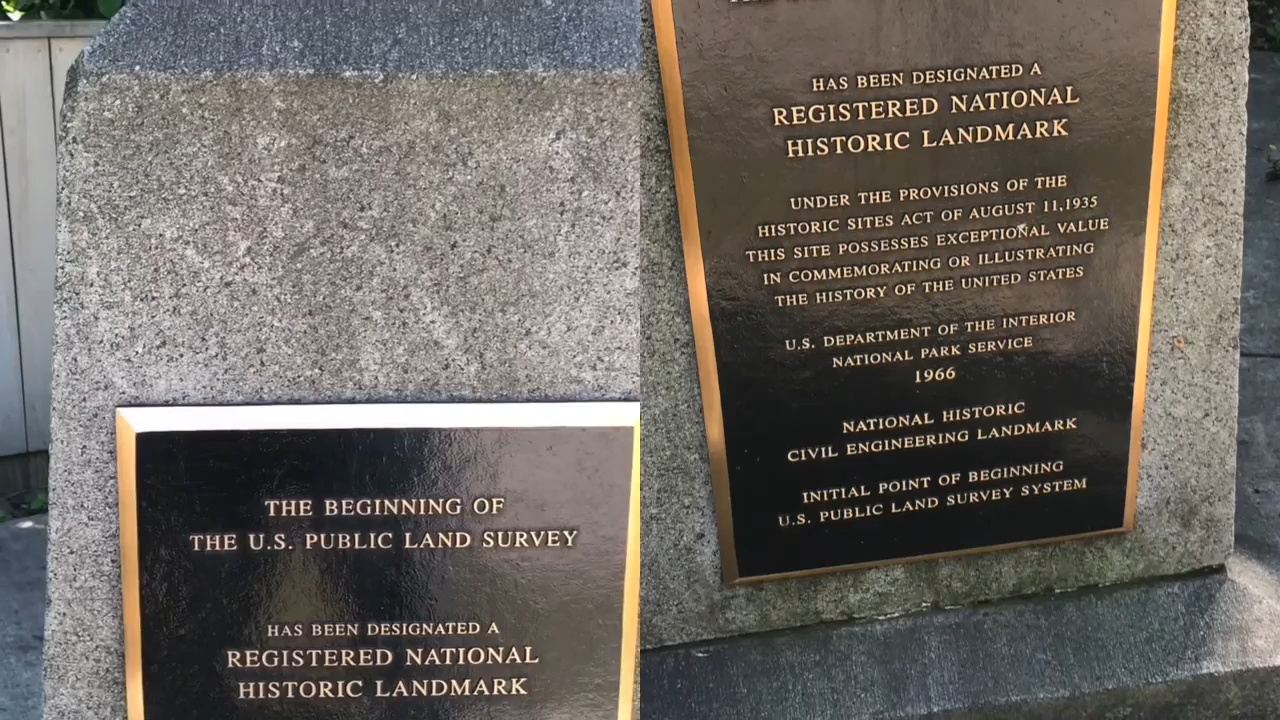 THE BEGINNING OF
THE U.S. PUBLIC LAND SURVEY
HAS BEEN DESIGNATED A
REGISTERED NATIONAL
HISTORIC LANDMARK
HAS BEEN DESIGNATED A
REGISTERED NATIONAL
HISTORIC LANDMARK
UNDER THE PROVISIONS OF THE
HISTORIC SITES ACT OF AUGUST 11,1935
THIS SITE POSSESSES EXCEPTIONAL VALUE
IN COMMEMORATING OR ILLUSTRATING
THE HISTORY OF THE UNITED STATES
U.S. DEPARTMENT OF THE INTERIOR
NATIONAL PARK SERVICE
1966
NATIONAL HISTORIC
CIVIL ENGINEERING LANDMARK
INITIAL POINT OF BEGINNING
U.S. PUBLIC LAND SURVEY SYSTEM